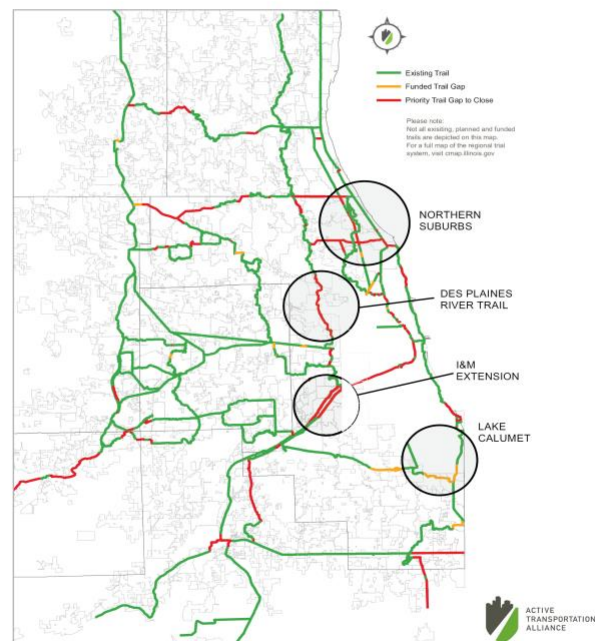 Existing Trail
Funded Trail Gap
Priority Trail Gap to Close
Please note:
Not all existing, planned and funded
trails are depicted on this map.
For a full map of the regional trial
system, visit cmap.illinois.gov
NORTHERN
SUBURBS
DES PLAINES
RIVER TRAIL
I&M
EXTENSION
LAKE
CALUMET
ACTIVE
TRANSPORTATION
ALLIANCE